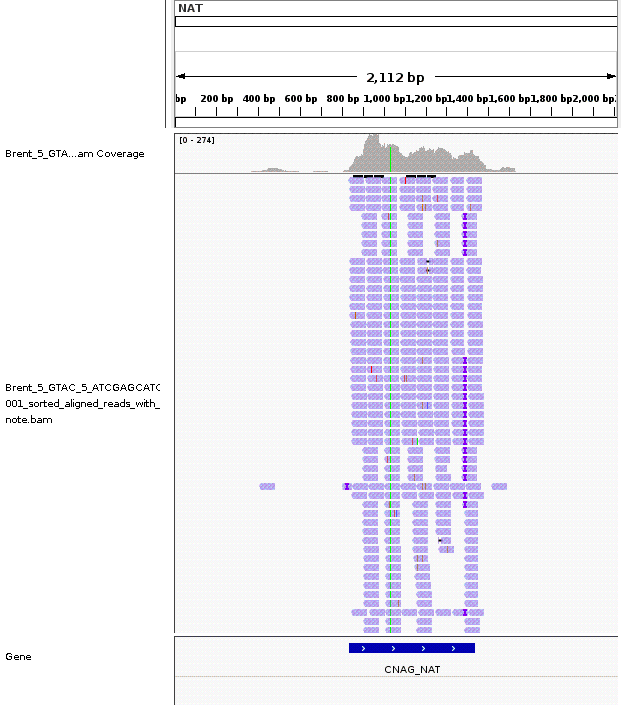 NAT
2,112 bp
bp 200 bp 400 bp 600 bp 800 bp 1,000 bp 1,200 bp 1,400 bp 1,600 bp 1,800 bp 2,000 bp
[0 - 274]
Brent_5_GTA...am Coverage
Brent_5_GTAC_5_ATCGAGCATC
001_sorted_aligned_reads_with_
note.bam
Gene
CNAG_NAT